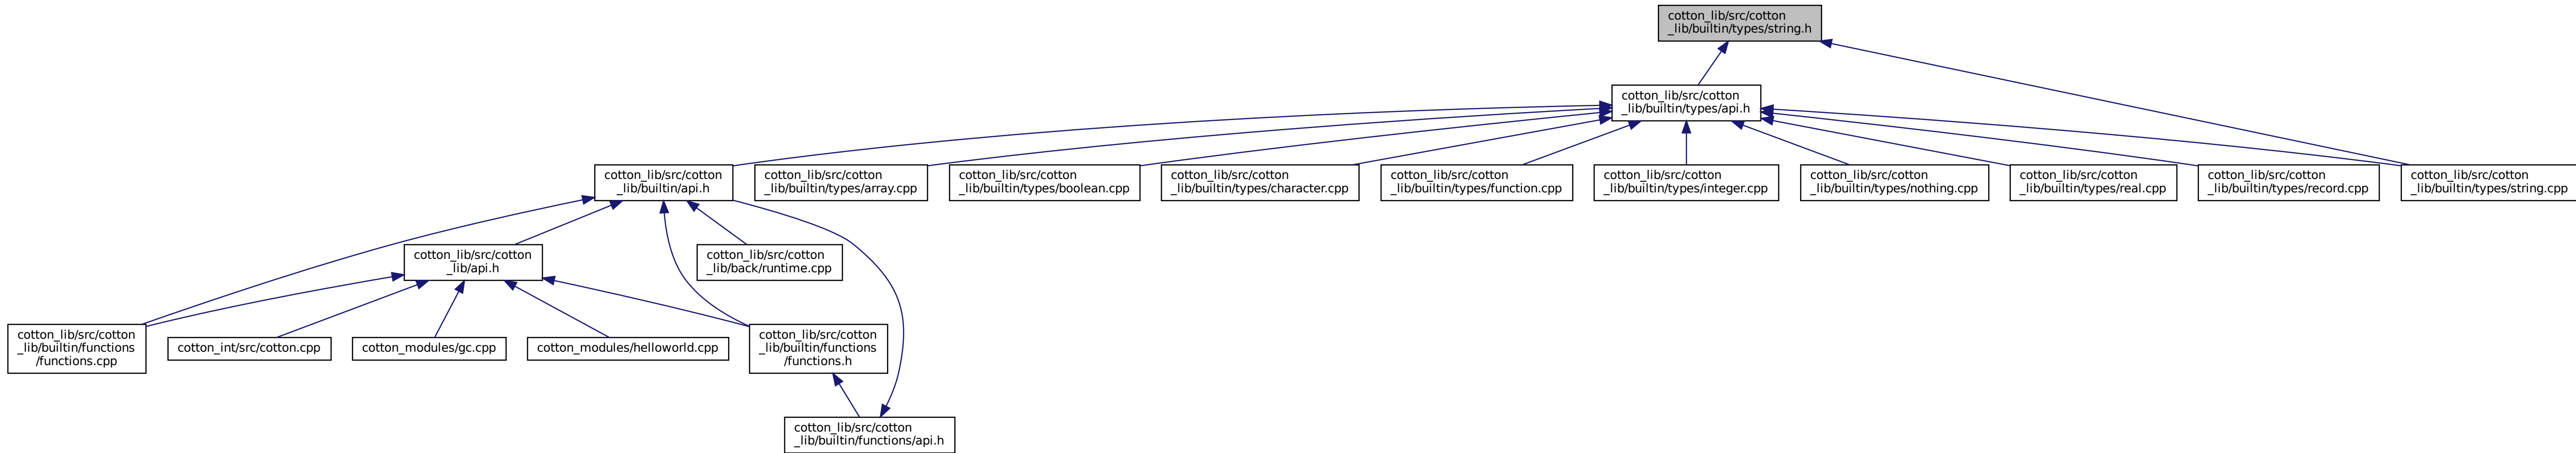 cotton_lib/src/cotton
_lib/builtin/types/string.h
cotton_lib/src/cotton
_lib/builtin/types/api.h
cotton_lib/src/cotton
_lib/builtin/api.h
cotton_lib/src/cotton
_lib/builtin/types/array.cpp
cotton_lib/src/cotton
_lib/builtin/types/boolean.cpp
cotton_lib/src/cotton
_lib/builtin/types/character.cpp
cotton_lib/src/cotton
_lib/builtin/types/function.cpp
cotton_lib/src/cotton
_lib/builtin/types/integer.cpp
cotton_lib/src/cotton
_lib/builtin/types/nothing.cpp
cotton_lib/src/cotton
_lib/builtin/types/real.cpp
cotton_lib/src/cotton
_lib/builtin/types/record.cpp
cotton_lib/src/cotton
_lib/builtin/types/string.cpp
cotton_lib/src/cotton
_lib/api.h
cotton_lib/src/cotton
_lib/back/runtime.cpp
cotton_lib/src/cotton
_lib/builtin/functions
/functions.cpp
cotton_int/src/cotton.cpp
cotton_modules/gc.cpp
cotton_modules/helloworld.cpp
cotton_lib/src/cotton
_lib/builtin/functions
/functions.h
cotton_lib/src/cotton
_lib/builtin/functions/api.h